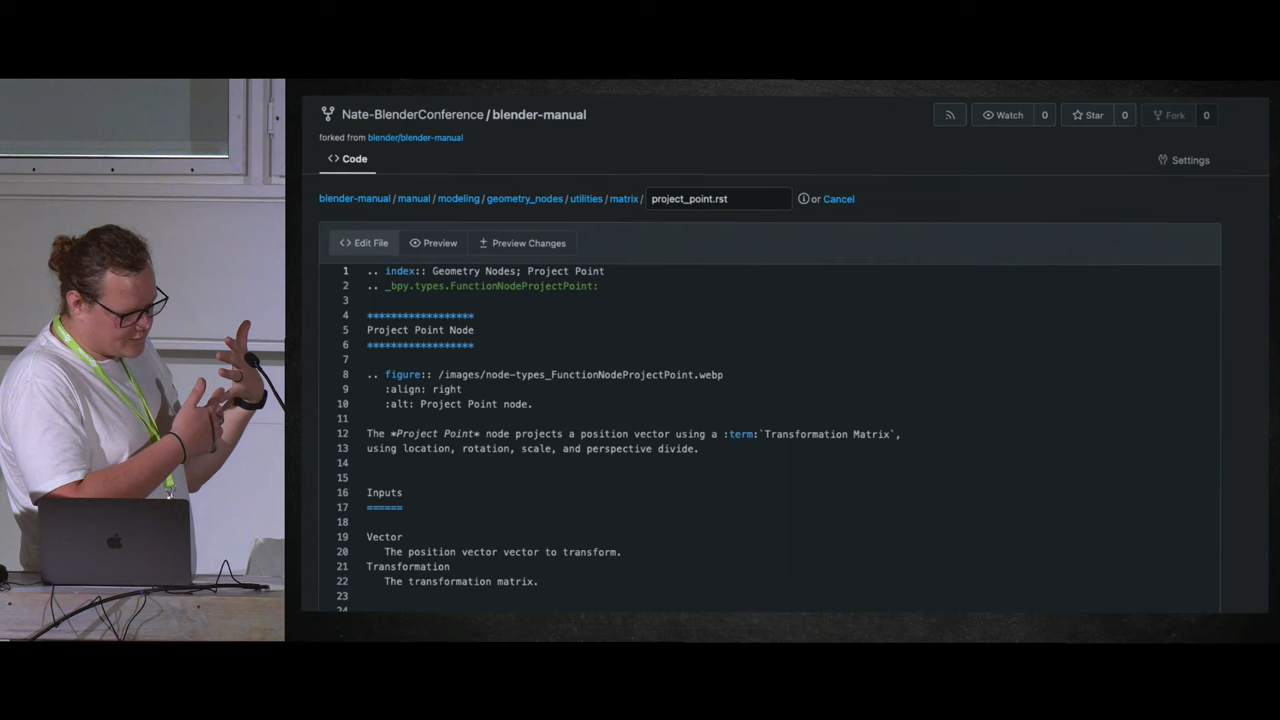 Nate-BlenderConference / blender-manual
Watch 0
Star 0
Fork 0
forked from blender/blender-manual
<> Code
Settings
blender-manual / manual / modeling / geometry_nodes / utilities / matrix / project_point.rst or Cancel
<> Edit File
Preview
Preview Changes
1 .. index:: Geometry Nodes; Project Point
2 .. _bpy.types.FunctionNodeProjectPoint:
3
4 ******************
5 Project Point Node
6 ******************
7
8 .. figure:: /images/node-types_FunctionNodeProjectPoint.webp
9 :align: right
10 :alt: Project Point node.
11
12 The *Project Point* node projects a position vector using a :term:`Transformation Matrix`,
13 using location, rotation, scale, and perspective divide.
14
15
16 Inputs
17 ======
18
19 Vector
20 The position vector vector to transform.
21 Transformation
22 The transformation matrix.
23
24